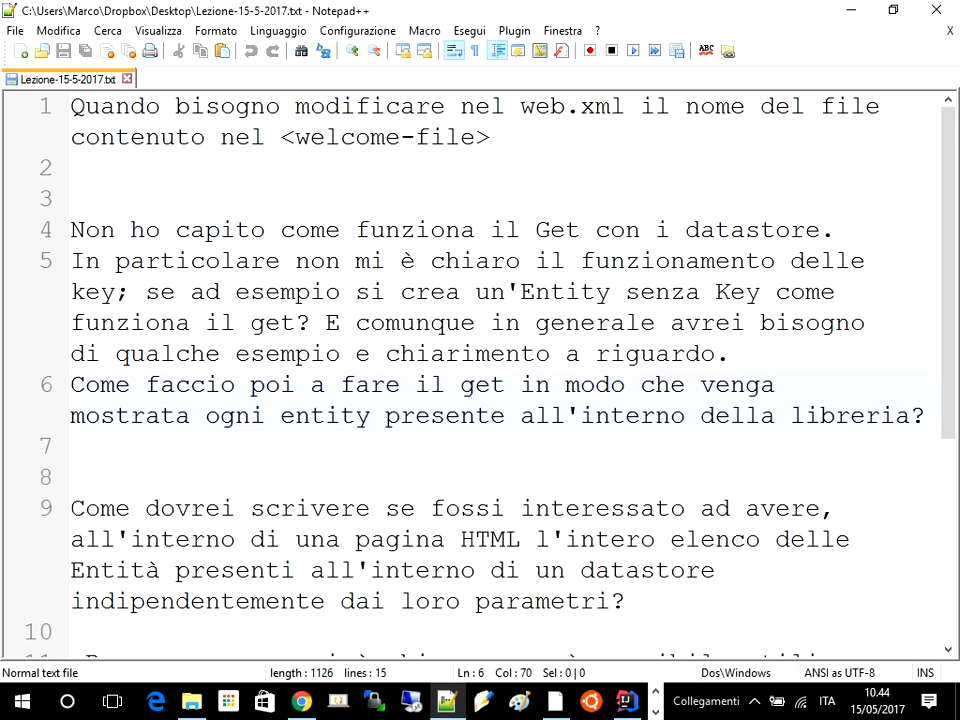 C:\Users\Marco\Dropbox\Desktop\Lezione-15-5-2017.txt - Notepad++
File Modifica Cerca Visualizza Formato Linguaggio Configurazione Macro Esegui Plugin Finestra ? X
ABC
Lezione-15-5-2017.txt
1 Quando bisogno modificare nel web.xml il nome del file
contenuto nel <welcome-file>
2
3
4 Non ho capito come funziona il Get con i datastore.
5 In particolare non mi è chiaro il funzionamento delle
key; se ad esempio si crea un'Entity senza Key come
funziona il get? E comunque in generale avrei bisogno
di qualche esempio e chiarimento a riguardo.
6 Come faccio poi a fare il get in modo che venga
mostrata ogni entity presente all'interno della libreria?
7
8
9 Come dovrei scrivere se fossi interessato ad avere,
all'interno di una pagina HTML l'intero elenco delle
Entità presenti all'interno di un datastore
indipendentemente dai loro parametri?
10
Normal text file length : 1126 lines : 15 Ln : 6 Col : 70 Sel : 0 | 0 Dos\Windows ANSI as UTF-8 INS
Collegamenti ITA 10.44
15/05/2017